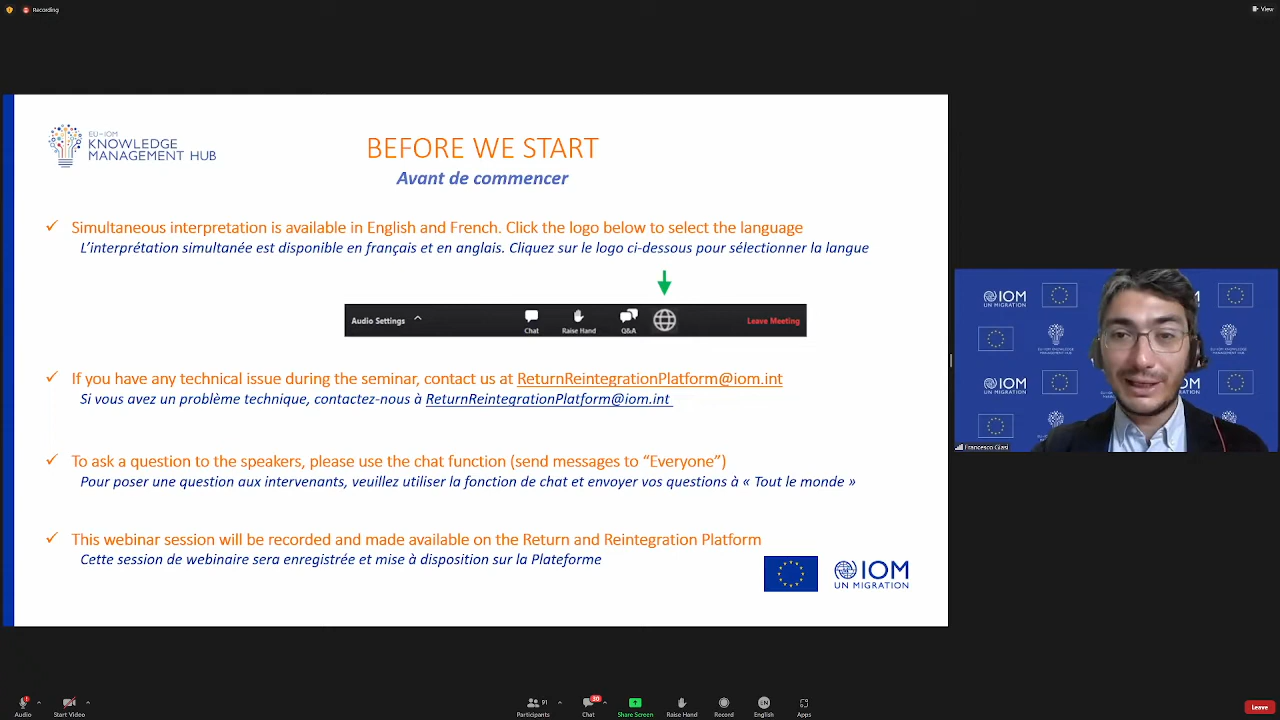 Recording
View
EU-IOM
KNOWLEDGE
MANAGEMENT HUB
BEFORE WE START
Avant de commencer
✓ Simultaneous interpretation is available in English and French. Click the logo below to select the language
L’interprétation simultanée est disponible en français et en anglais. Cliquez sur le logo ci-dessous pour sélectionner la langue
Audio Settings
Chat
Raise Hand
Q&A
Leave Meeting
✓ If you have any technical issue during the seminar, contact us at ReturnReintegrationPlatform@iom.int
Si vous avez un problème technique, contactez-nous à ReturnReintegrationPlatform@iom.int
✓ To ask a question to the speakers, please use the chat function (send messages to “Everyone”)
Pour poser une question aux intervenants, veuillez utiliser la fonction de chat et envoyer vos questions à « Tout le monde »
✓ This webinar session will be recorded and made available on the Return and Reintegration Platform
Cette session de webinaire sera enregistrée et mise à disposition sur la Plateforme
IOM
UN MIGRATION
IOM
UN MIGRATION
IOM
Francesco Giasi
Audio
Start Video
Participants
91
Chat
30
Share Screen
Raise Hand
Record
EN
English
Apps
Leave